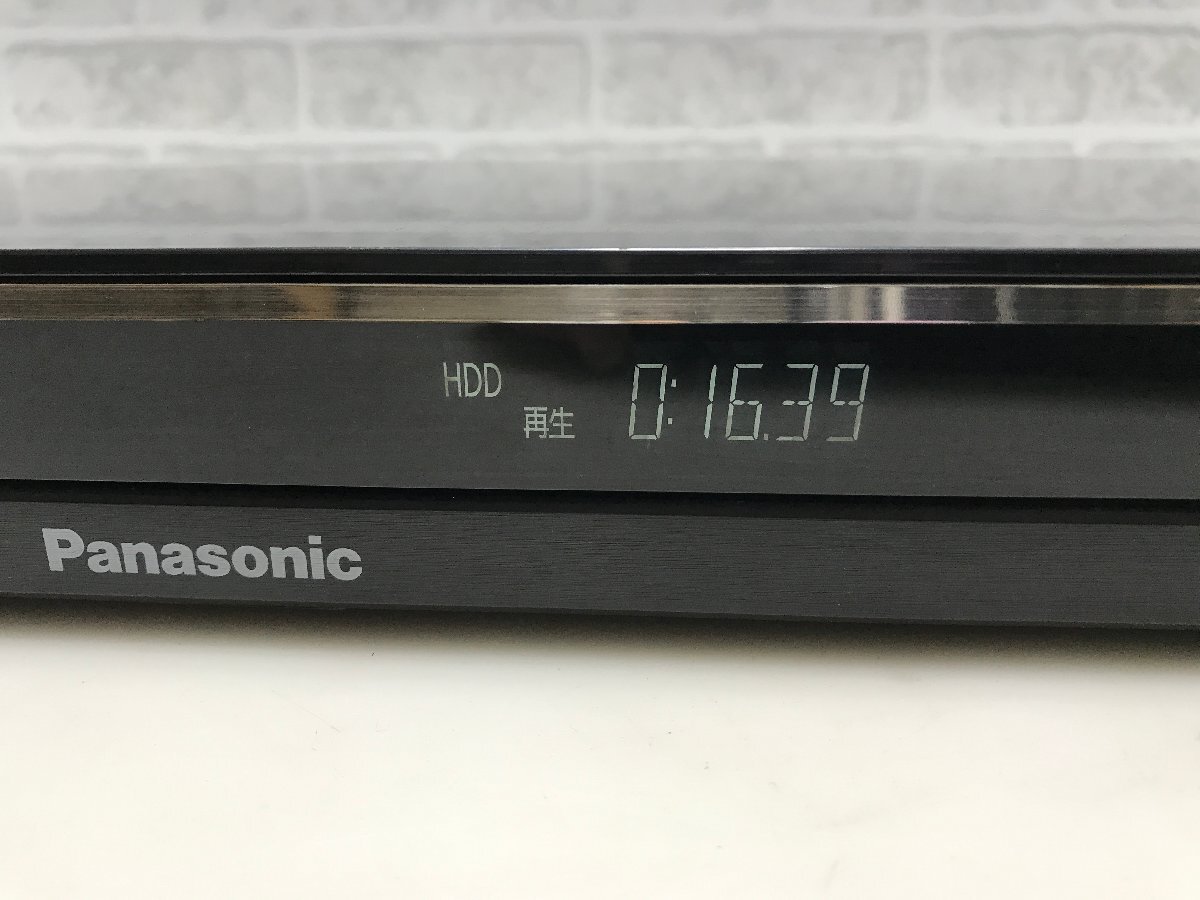 HDD
再生 0:16.39
Panasonic